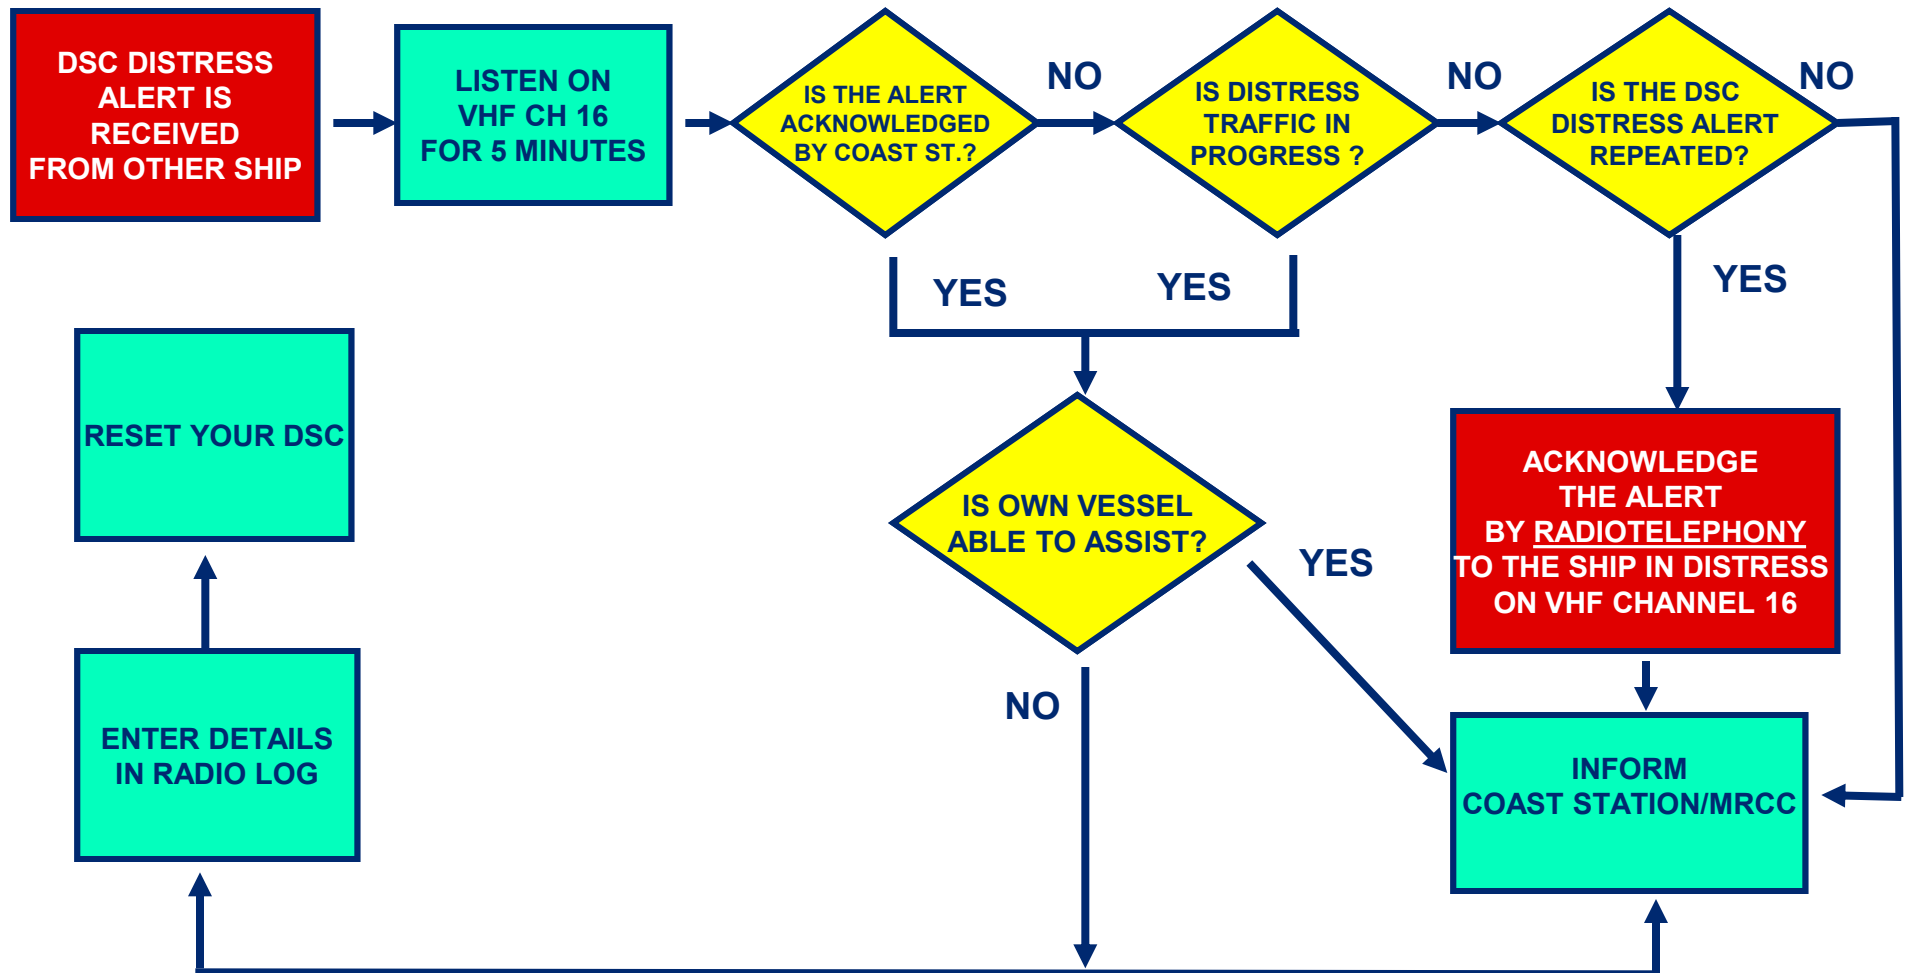 DSC DISTRESS
ALERT IS
RECEIVED
FROM OTHER SHIP
LISTEN ON
VHF CH 16
FOR 5 MINUTES
IS THE ALERT
ACKNOWLEDGED
BY COAST ST.?
NO
IS DISTRESS
TRAFFIC IN
PROGRESS ?
NO
IS THE DSC
DISTRESS ALERT
REPEATED?
NO
YES
YES
YES
RESET YOUR DSC
IS OWN VESSEL
ABLE TO ASSIST?
YES
NO
ACKNOWLEDGE
THE ALERT
BY RADIOTELEPHONY
TO THE SHIP IN DISTRESS
ON VHF CHANNEL 16
ENTER DETAILS
IN RADIO LOG
INFORM
COAST STATION/MRCC